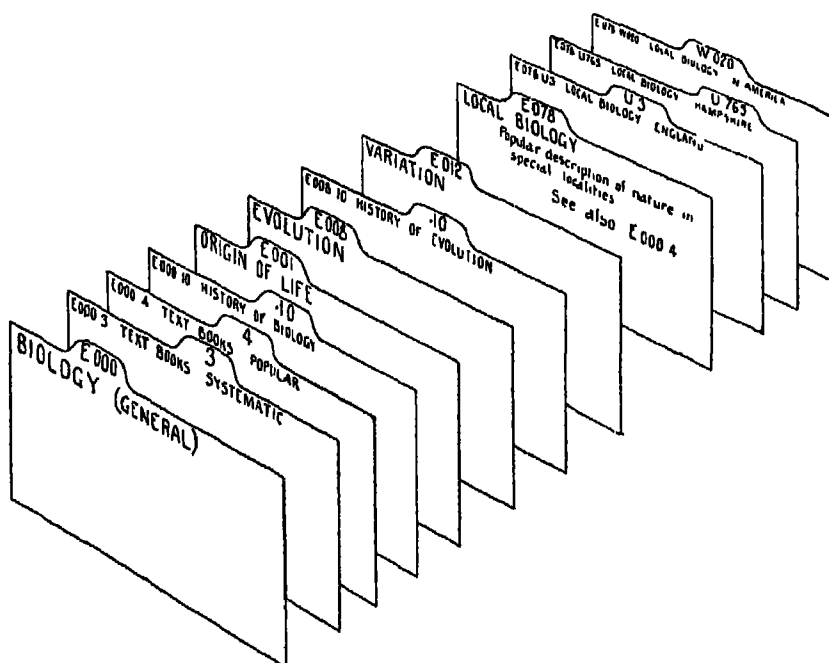 E000
BIOLOGY (GENERAL)
3
E000 3 TEXT BOOKS SYSTEMATIC
4
E000 4 TEXT BOOKS POPULAR
.10
E000 10 HISTORY OF BIOLOGY
E001
ORIGIN OF LIFE
E008
EVOLUTION
.10
E008 10 HISTORY OF EVOLUTION
E012
VARIATION
E078
LOCAL BIOLOGY
Popular description of nature in
special localities
See also E000 4
U3
E078 U3 LOCAL BIOLOGY ENGLAND
U765
E078 U765 LOCAL BIOLOGY HAMPSHIRE
W020
E078 W020 LOCAL BIOLOGY N AMERICA